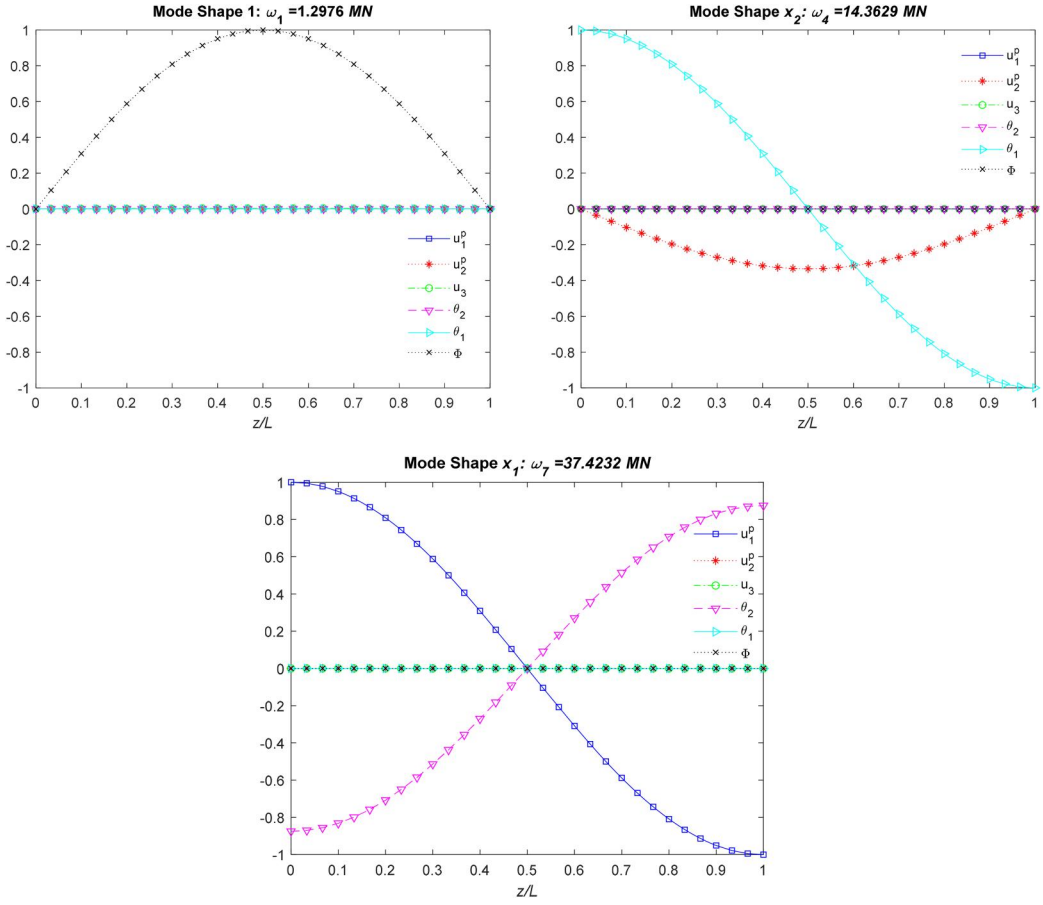 Mode Shape 1: ω₁ =1.2976 MN
1
0.8
0.6
0.4
0.2
0
-0.2
-0.4
-0.6
-0.8
-1
u₁ᵖ
u₂ᵖ
u₃
θ₂
θ₁
Φ
0 0.1 0.2 0.3 0.4 0.5 0.6 0.7 0.8 0.9 1
z/L
Mode Shape x₂: ω₄ =14.3629 MN
1
0.8
0.6
0.4
0.2
0
-0.2
-0.4
-0.6
-0.8
-1
u₁ᵖ
u₂ᵖ
u₃
θ₂
θ₁
Φ
0 0.1 0.2 0.3 0.4 0.5 0.6 0.7 0.8 0.9 1
z/L
Mode Shape x₁: ω₇ =37.4232 MN
1
0.8
0.6
0.4
0.2
0
-0.2
-0.4
-0.6
-0.8
-1
u₁ᵖ
u₂ᵖ
u₃
θ₂
θ₁
Φ
0 0.1 0.2 0.3 0.4 0.5 0.6 0.7 0.8 0.9 1
z/L